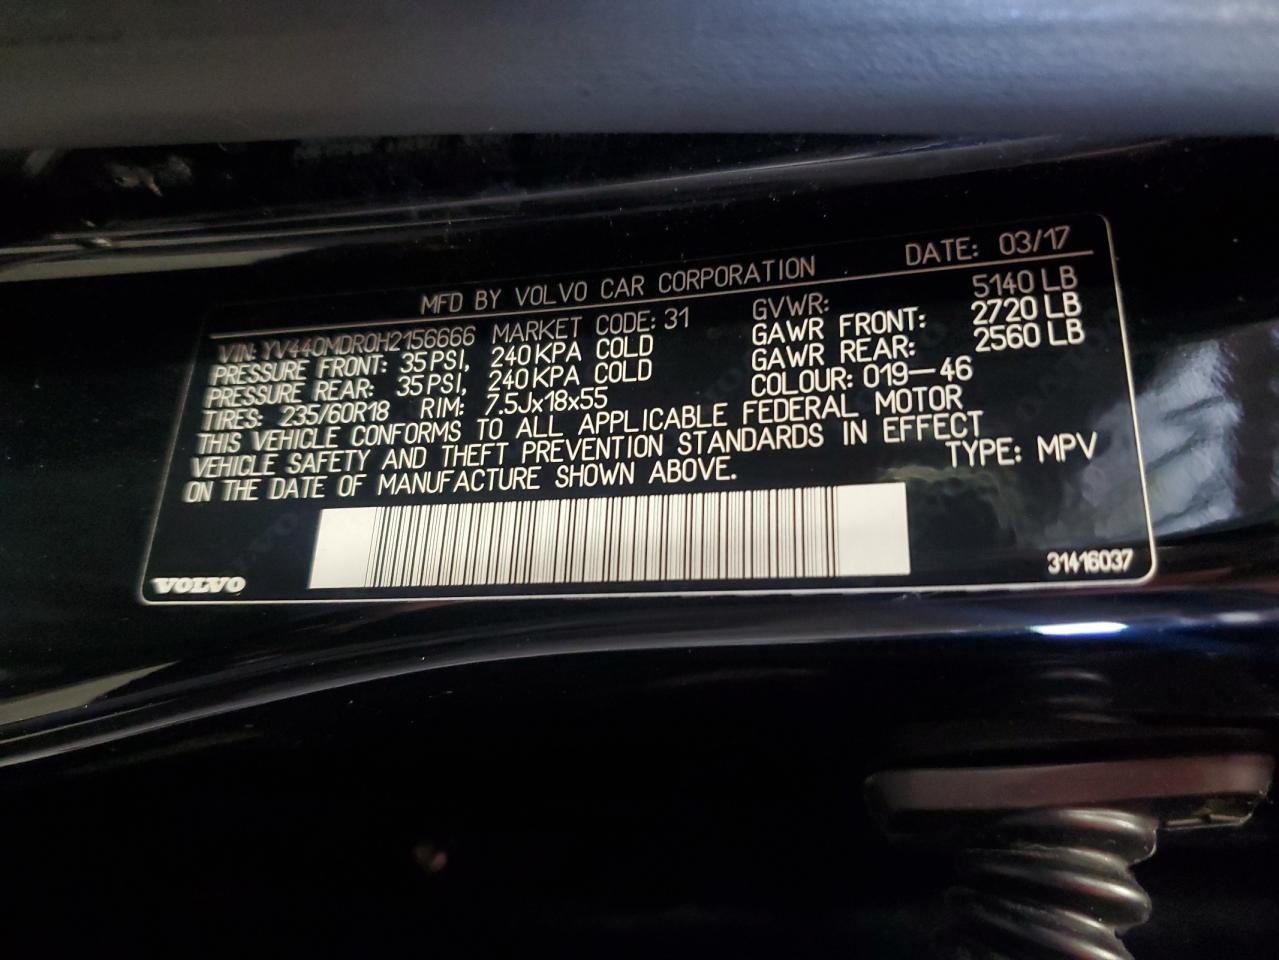 MFD BY VOLVO CAR CORPORATION DATE: 03/17
VIN: YV440MDR0H2156666 MARKET CODE: 31 GVWR: 5140 LB
PRESSURE FRONT: 35 PSI, 240 KPA COLD GAWR FRONT: 2720 LB
PRESSURE REAR: 35 PSI, 240 KPA COLD GAWR REAR: 2560 LB
TIRES: 235/60R18 RIM: 7.5Jx18x55 COLOUR: 019-46
THIS VEHICLE CONFORMS TO ALL APPLICABLE FEDERAL MOTOR
VEHICLE SAFETY AND THEFT PREVENTION STANDARDS IN EFFECT
ON THE DATE OF MANUFACTURE SHOWN ABOVE. TYPE: MPV
VOLVO 31416037